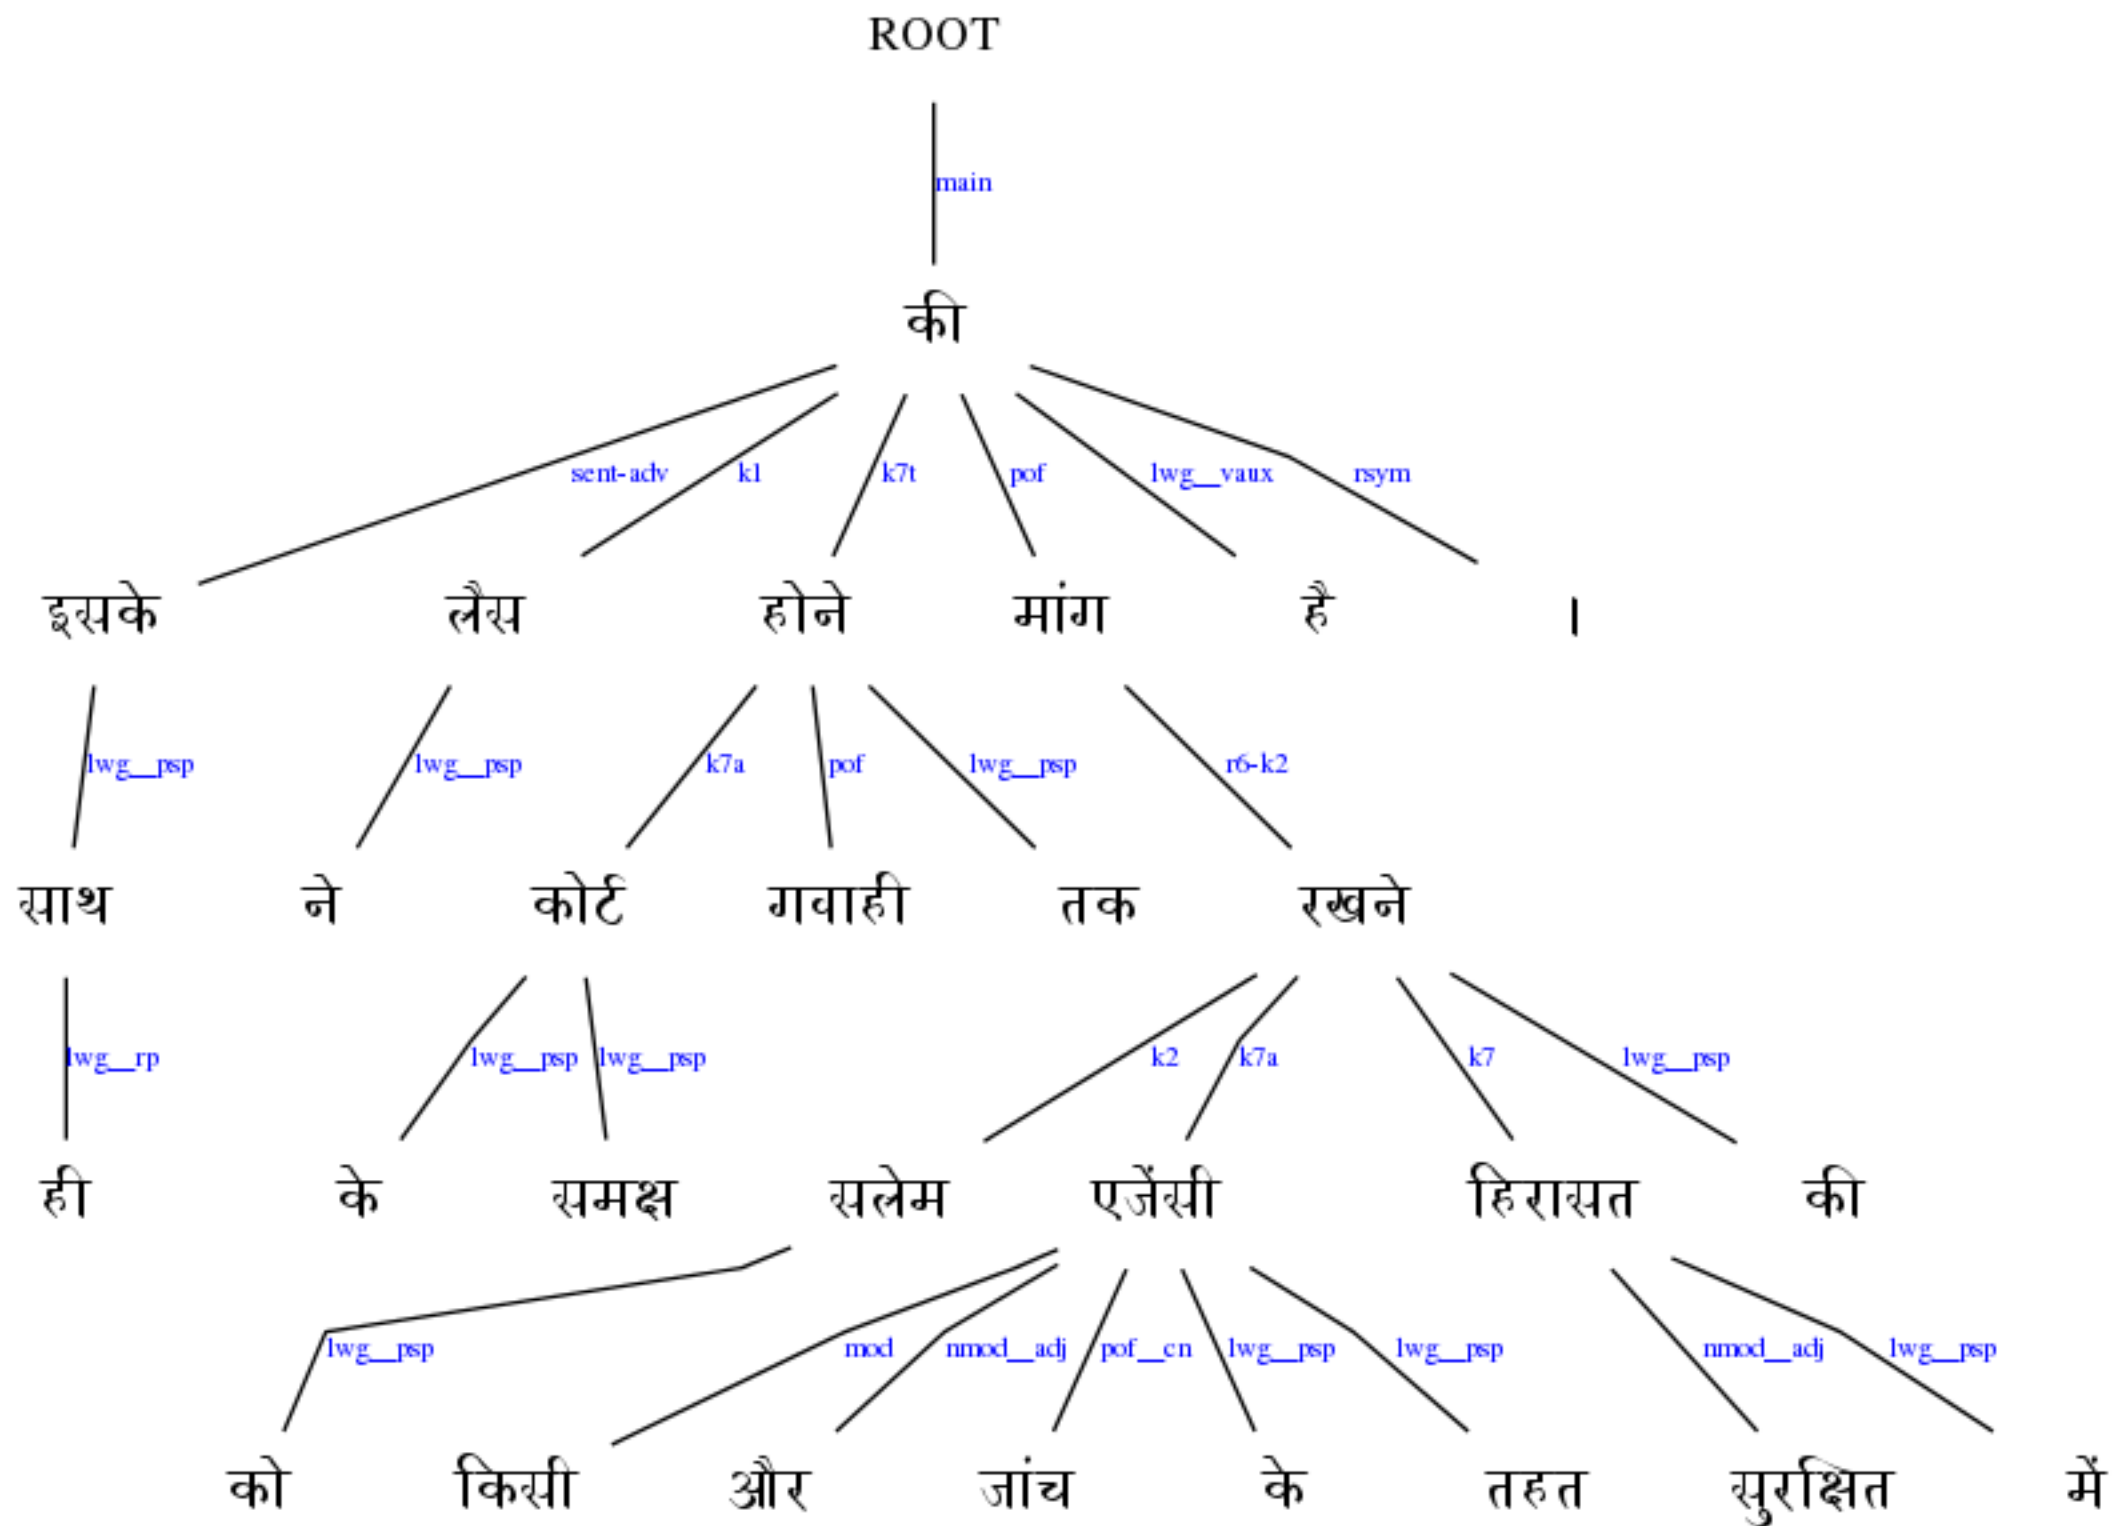 ROOT
main
की
sent-adv k1 k7t pof lwg__vaux rsym
इसके लैस होने मांग है ।
lwg__psp lwg__psp k7a pof lwg__psp r6-k2
साथ ने कोर्ट गवाही तक रखने
lwg__rp lwg__psp lwg__psp k2 k7a k7 lwg__psp
ही के समक्ष सलेम एजेंसी हिरासत की
lwg__psp mod nmod__adj pof__cn lwg__psp lwg__psp nmod__adj lwg__psp
को किसी और जांच के तहत सुरक्षित में